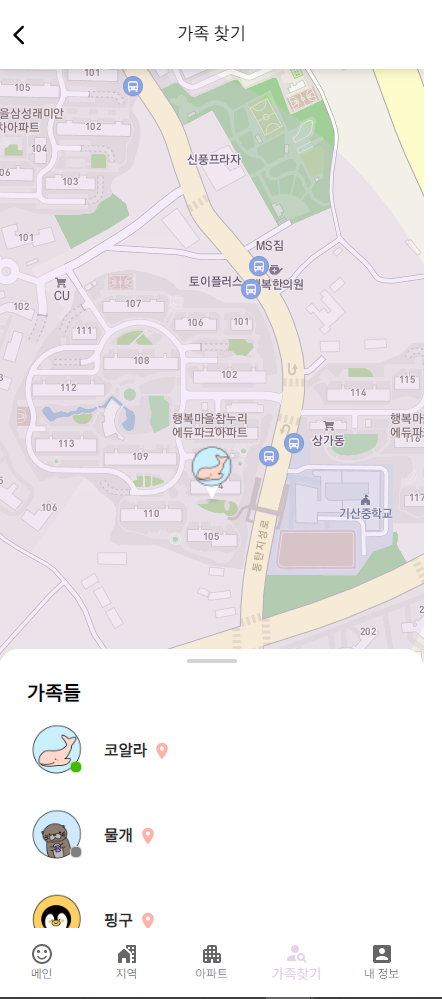 가족 찾기
101
105
을삼성래미안
차아파트
102
104
06
103
신풍프라자
101
MS짐
토이플러스
행복한의원
CU
102
107
106
101
111
108
102
112
115
114
행복마을참누리
에듀파크아파트
행복마
에듀파
116
상가동
113
109
4
117
106
110
기산중학교
105
동탄지성로
202
가족들
코알라
물개
핑구
메인
지역
아파트
가족찾기
내 정보